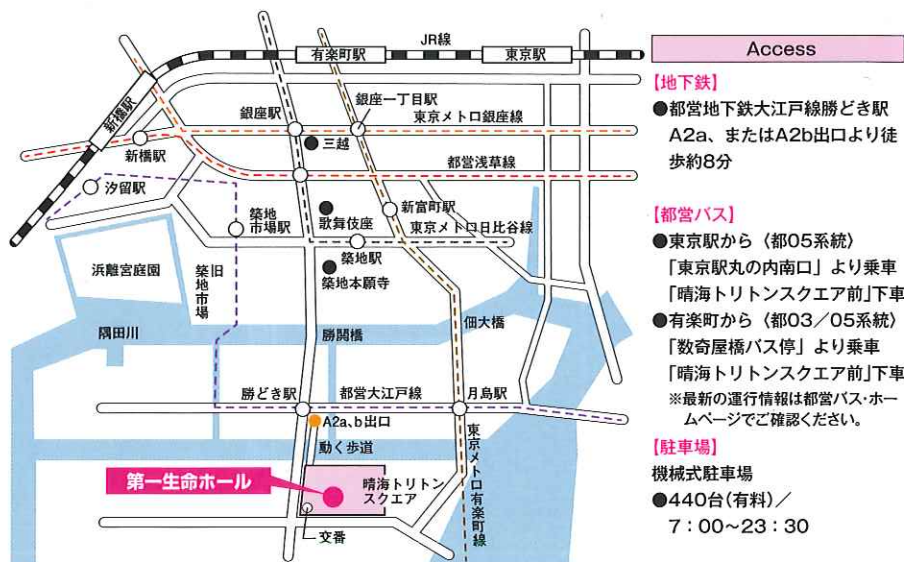 JR線
有楽町駅
東京駅
新橋駅
銀座駅
銀座一丁目駅
東京メトロ銀座線
新橋駅
三越
都営浅草線
汐留駅
築地
市場駅
歌舞伎座
新富町駅
東京メトロ日比谷線
築地駅
築地本願寺
浜離宮庭園
旧
築地市場
隅田川
勝鬨橋
佃大橋
勝どき駅
都営大江戸線
月島駅
A2a、b出口
動く歩道
東京メトロ有楽町線
第一生命ホール
晴海トリトン
スクエア
交番
Access
【地下鉄】
●都営地下鉄大江戸線勝どき駅
A2a、またはA2b出口より徒
歩約8分
【都営バス】
●東京駅から〈都05系統〉
「東京駅丸の内南口」より乗車
「晴海トリトンスクエア前」下車
●有楽町から〈都03／05系統〉
「数奇屋橋バス停」より乗車
「晴海トリトンスクエア前」下車
※最新の運行情報は都営バス・ホー
ムページでご確認ください。
【駐車場】
機械式駐車場
●440台(有料)／
7：00〜23：30